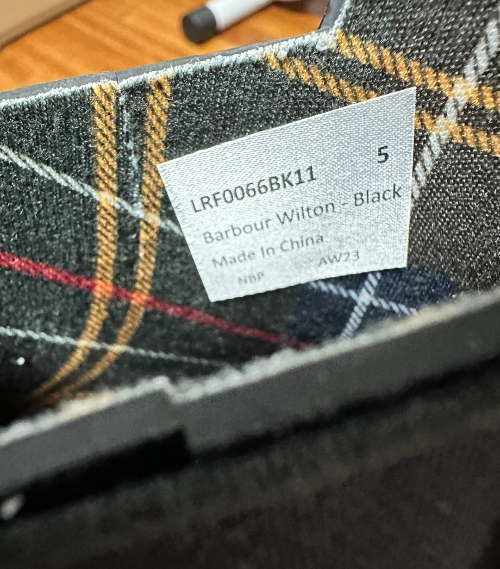 LRF0066BK11 5
Barbour Wilton - Black
Made In China
NBP AW23